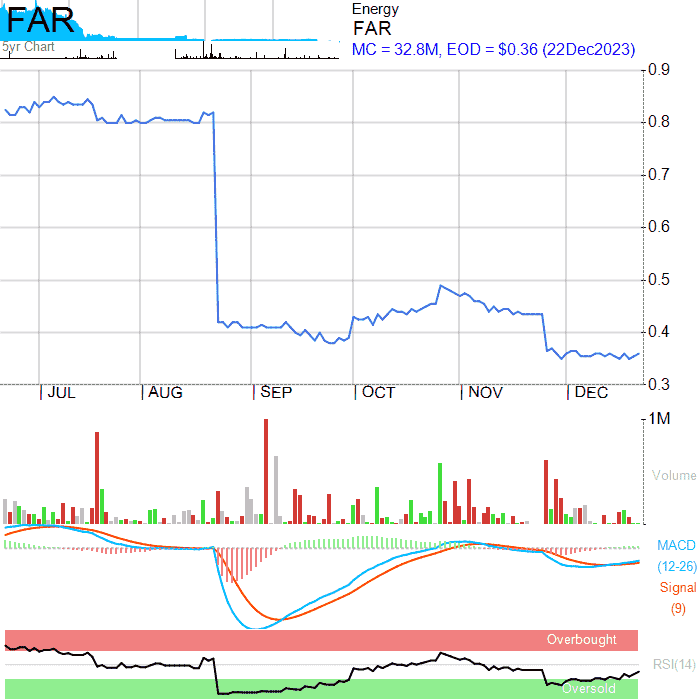 FAR
5yr Chart
Energy
FAR
MC = 32.8M, EOD = $0.36 (22Dec2023)
0.9
0.8
0.7
0.6
0.5
0.4
0.3
JUL AUG SEP OCT NOV DEC
1M
Volume
MACD
(12-26)
Signal
(9)
Overbought
RSI(14)
Oversold